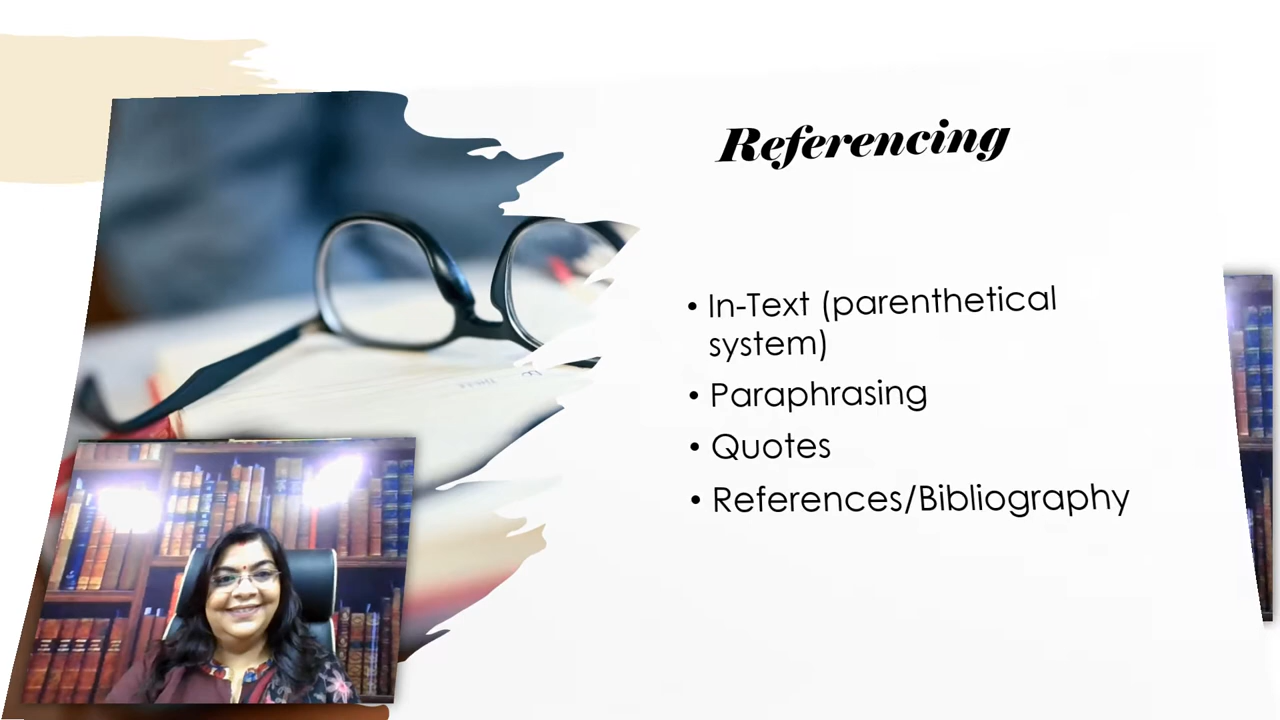 Referencing
• In-Text (parenthetical
system)
• Paraphrasing
• Quotes
• References/Bibliography